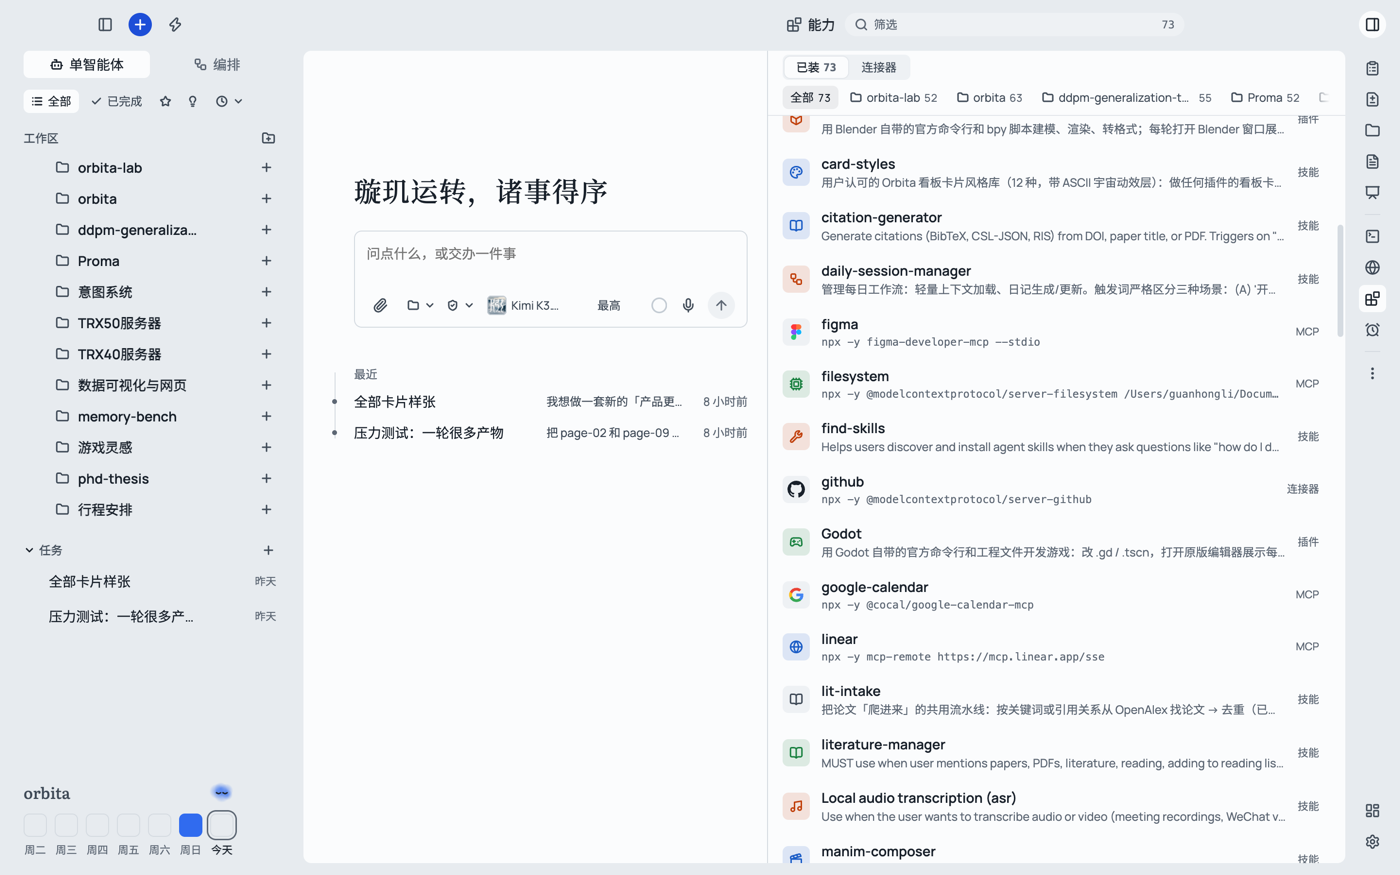 能力
筛选
73
单智能体
编排
全部
已完成
工作区
orbita-lab
orbita
ddpm-generaliza...
Proma
意图系统
TRX50服务器
TRX40服务器
数据可视化与网页
memory-bench
游戏灵感
phd-thesis
行程安排
任务
全部卡片样张 昨天
压力测试：一轮很多产... 昨天
orbita
周二 周三 周四 周五 周六 周日 今天
璇玑运转，诸事得序
问点什么，或交办一件事
Kimi K3... 最高
最近
全部卡片样张 我想做一套新的「产品更... 8 小时前
压力测试：一轮很多产物 把 page-02 和 page-09 ... 8 小时前
已装 73 连接器
全部 73 orbita-lab 52 orbita 63 ddpm-generalization-t... 55 Proma 52
用 Blender 自带的官方命令行和 bpy 脚本建模、渲染、转格式；每轮打开 Blender 窗口展...
插件
card-styles
用户认可的 Orbita 看板卡片风格库（12 种，带 ASCII 宇宙动效层）：做任何插件的看板卡...
技能
citation-generator
Generate citations (BibTeX, CSL-JSON, RIS) from DOI, paper title, or PDF. Triggers on "...
技能
daily-session-manager
管理每日工作流：轻量上下文加载、日记生成/更新。触发词严格区分三种场景：(A) '开...
技能
figma
npx -y figma-developer-mcp --stdio
MCP
filesystem
npx -y @modelcontextprotocol/server-filesystem /Users/guanhongli/Docum...
MCP
find-skills
Helps users discover and install agent skills when they ask questions like "how do I d...
技能
github
npx -y @modelcontextprotocol/server-github
连接器
Godot
用 Godot 自带的官方命令行和工程文件开发游戏：改 .gd / .tscn，打开原版编辑器展示每...
插件
google-calendar
npx -y @cocal/google-calendar-mcp
MCP
linear
npx -y mcp-remote https://mcp.linear.app/sse
MCP
lit-intake
把论文「爬进来」的共用流水线：按关键词或引用关系从 OpenAlex 找论文 → 去重（已...
技能
literature-manager
MUST use when user mentions papers, PDFs, literature, reading, adding to reading lis...
技能
Local audio transcription (asr)
Use when the user wants to transcribe audio or video (meeting recordings, WeChat v...
技能
manim-composer
技能